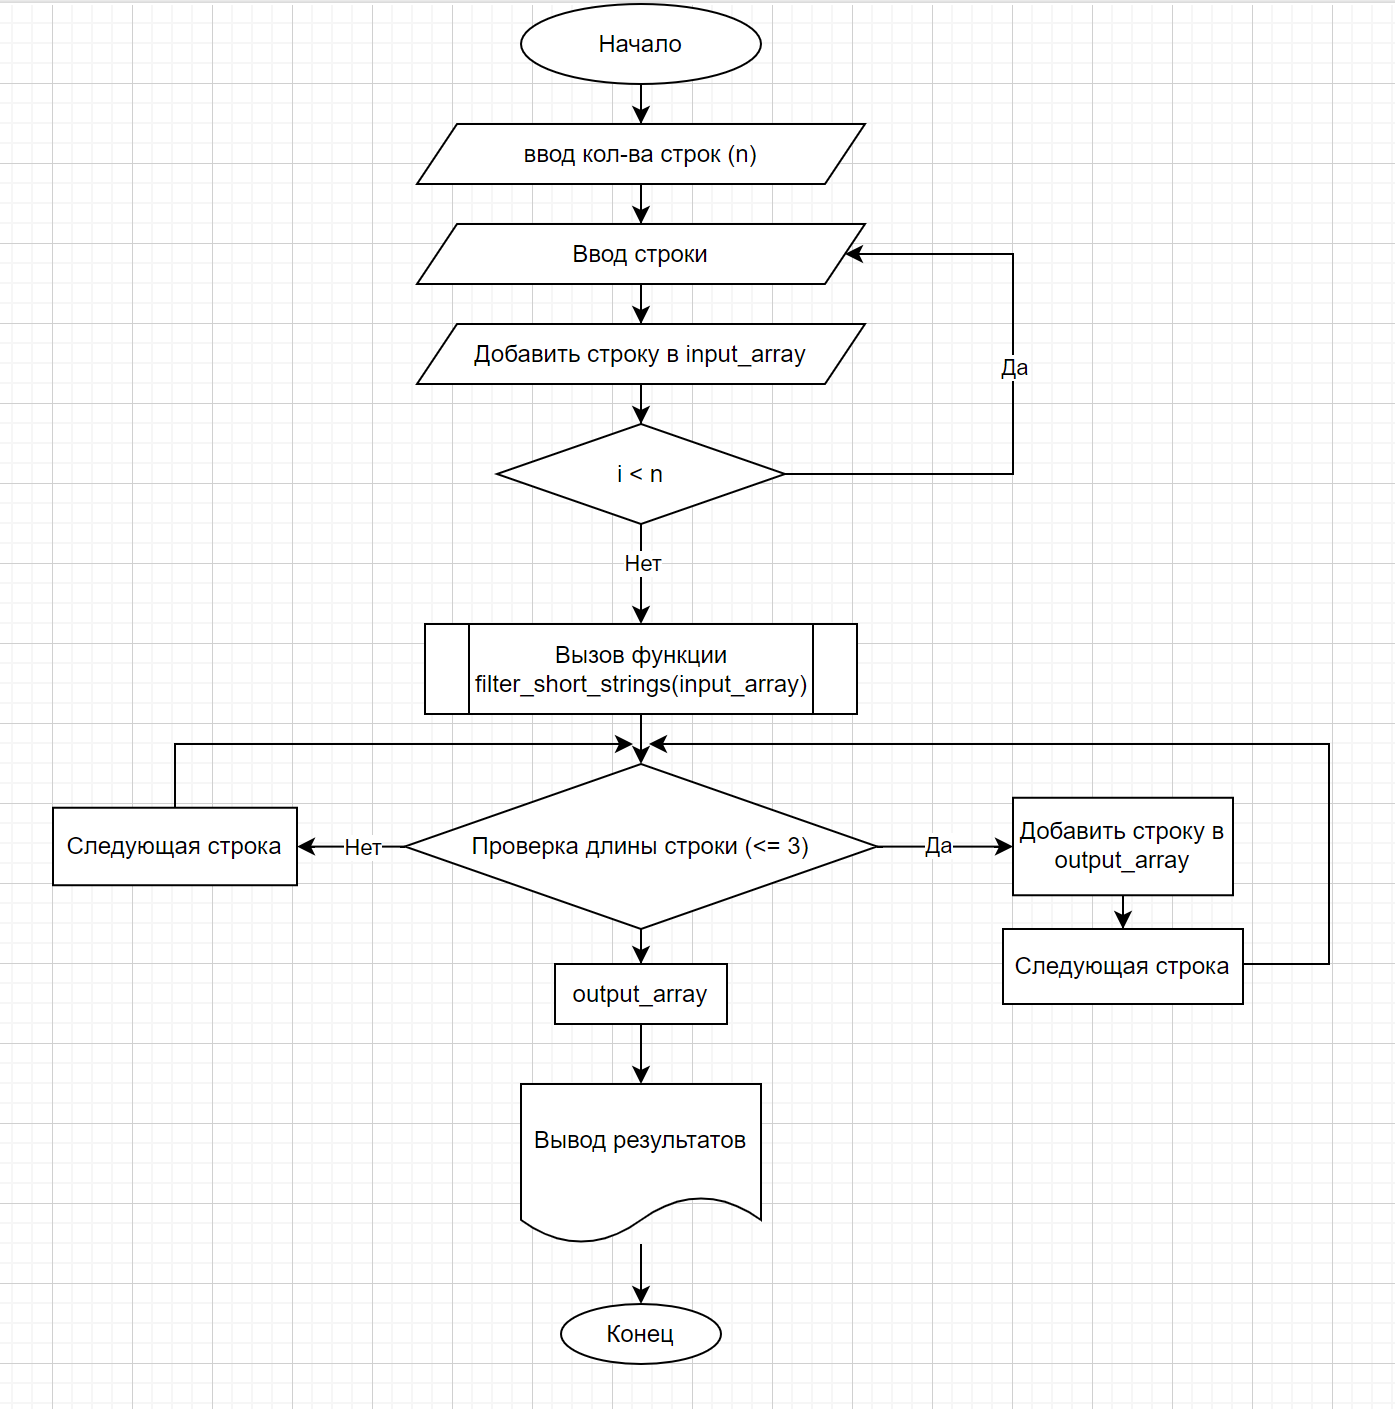 Начало
ввод кол-ва строк (n)
Ввод строки
Добавить строку в input_array
Да
i < n
Нет
Вызов функции
filter_short_strings(input_array)
Следующая строка
Нет
Проверка длины строки (<= 3)
Да
Добавить строку в
output_array
Следующая строка
output_array
Вывод результатов
Конец